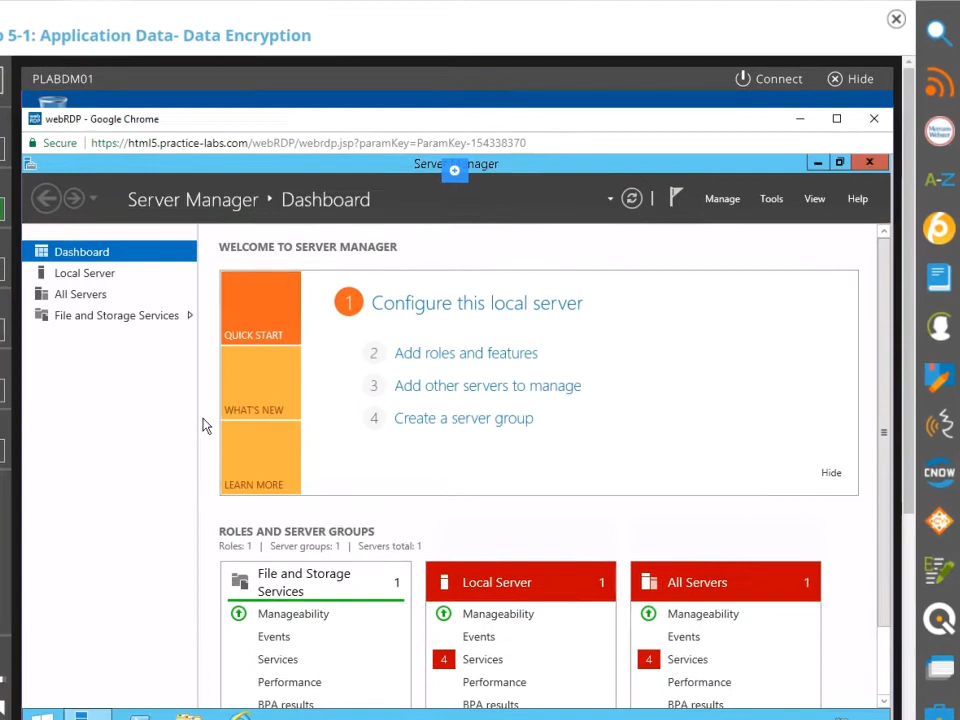 5-1: Application Data- Data Encryption
PLABDM01
Connect
Hide
webRDP - Google Chrome
Secure
https://html5.practice-labs.com/webRDP/webrdp.jsp?paramKey=ParamKey-154338370
Server Manager ‣ Dashboard
Manage
Tools
View
Help
Dashboard
Local Server
All Servers
File and Storage Services
WELCOME TO SERVER MANAGER
QUICK START
WHAT'S NEW
LEARN MORE
1 Configure this local server
2 Add roles and features
3 Add other servers to manage
4 Create a server group
Hide
ROLES AND SERVER GROUPS
Roles: 1 | Server groups: 1 | Servers total: 1
File and Storage
Services
1
Manageability
Events
Services
Performance
BPA results
Local Server 1
Manageability
Events
4 Services
Performance
BPA results
All Servers 1
Manageability
Events
4 Services
Performance
BPA results
Merriam-
Webster
A-Z
CNOW